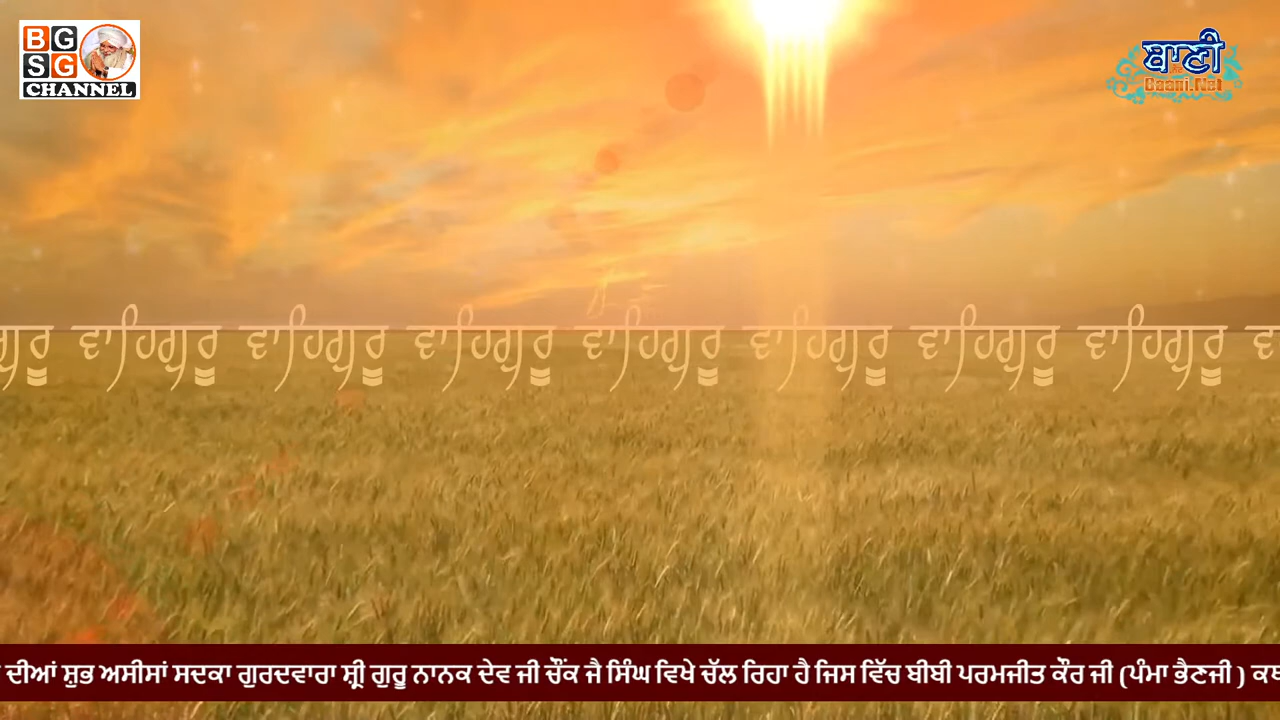 BG
SG
CHANNEL
ਬਾਣੀ
Baani.Net
ਵਾਹਿਗੁਰੂ ਵਾਹਿਗੁਰੂ ਵਾਹਿਗੁਰੂ ਵਾਹਿਗੁਰੂ ਵਾਹਿਗੁਰੂ ਵਾਹਿਗੁਰੂ ਵਾਹਿਗੁਰੂ
ਦੀਆਂ ਸ਼ੁਭ ਅਸੀਸਾਂ ਸਦਕਾ ਗੁਰਦਵਾਰਾ ਸ਼੍ਰੀ ਗੁਰੂ ਨਾਨਕ ਦੇਵ ਜੀ ਚੌਂਕ ਜੈ ਸਿੰਘ ਵਿਖੇ ਚੱਲ ਰਿਹਾ ਹੈ ਜਿਸ ਵਿੱਚ ਬੀਬੀ ਪਰਮਜੀਤ ਕੌਰ ਜੀ (ਪੰਮਾ ਭੈਣਜੀ )